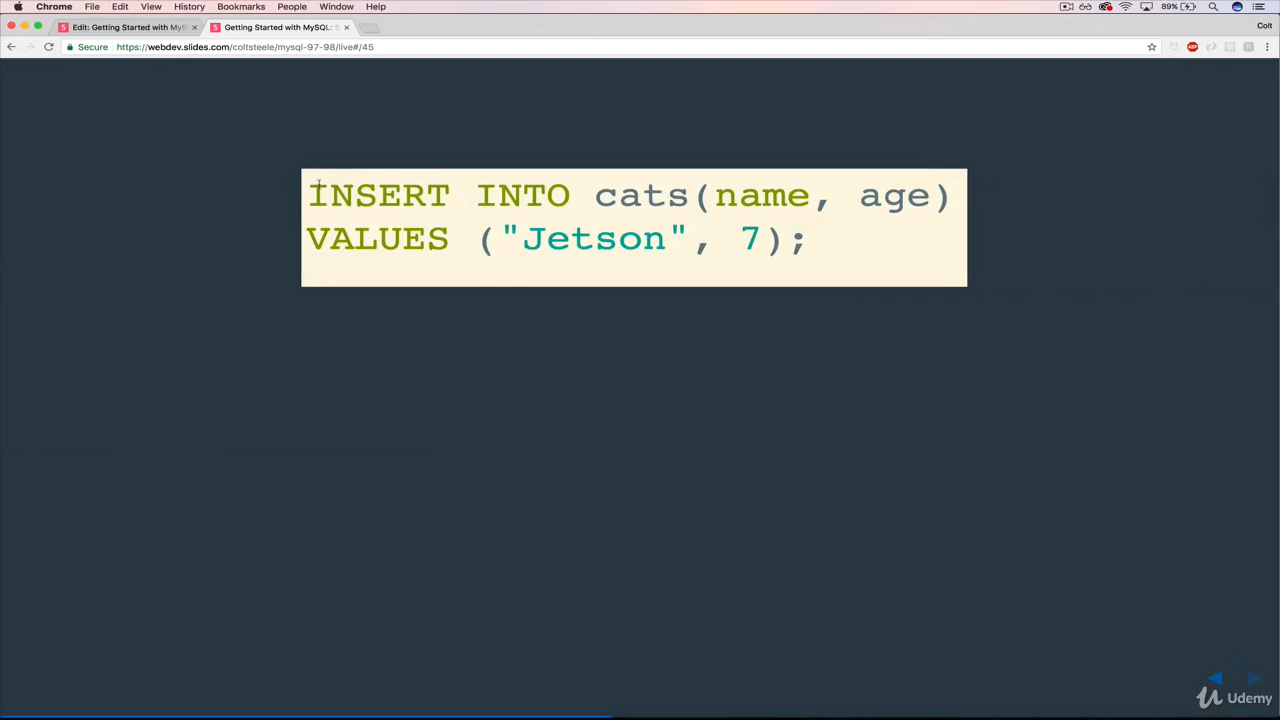 Chrome File Edit View History Bookmarks People Window Help 89%
Edit: Getting Started with MyS Getting Started with MySQL: S Colt
Secure https://webdev.slides.com/coltsteele/mysql-97-98/live#/45
INSERT INTO cats(name, age)
VALUES ("Jetson", 7);
Udemy